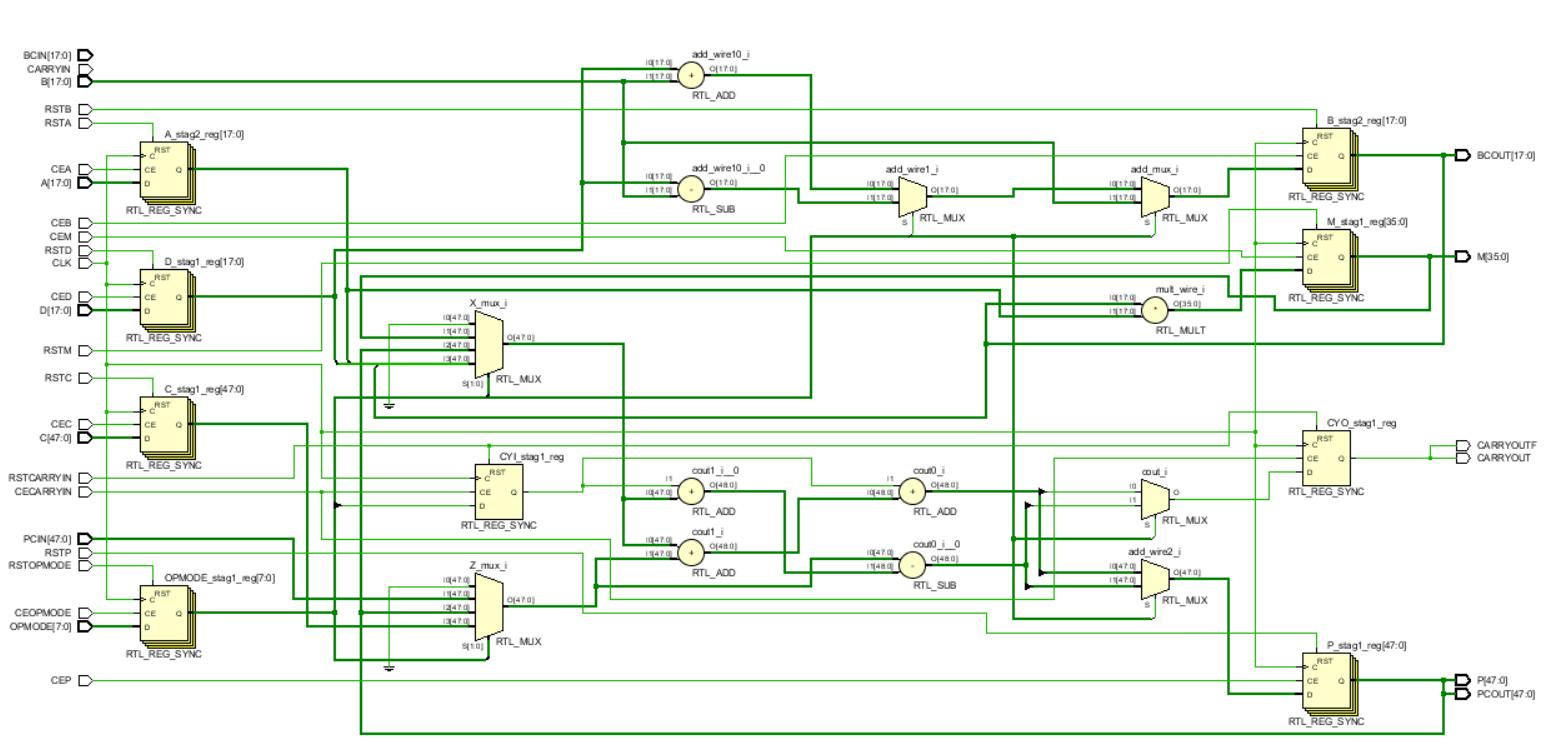 BCIN[17:0]
CARRYIN
B[17:0]
RSTB
RSTA
CEA
A[17:0]
CEB
CEM
RSTD
CLK
CED
D[17:0]
RSTM
RSTC
CEC
C[47:0]
RSTCARRYIN
CECARRYIN
PCIN[47:0]
RSTP
RSTOPMODE
CEOPMODE
OPMODE[7:0]
CEP
A_stag2_reg[17:0]
RST
C
CE
Q
D
RTL_REG_SYNC
D_stag1_reg[17:0]
RST
C
CE
Q
D
RTL_REG_SYNC
C_stag1_reg[47:0]
RST
C
CE
Q
D
RTL_REG_SYNC
OPMODE_stag1_reg[7:0]
RST
C
CE
Q
D
RTL_REG_SYNC
X_mux_i
I0[47:0]
I1[47:0]
I2[47:0]
I3[47:0]
O[47:0]
S[1:0]
RTL_MUX
CYI_stag1_reg
RST
C
CE
Q
D
RTL_REG_SYNC
Z_mux_i
I0[47:0]
I1[47:0]
I2[47:0]
I3[47:0]
O[47:0]
S[1:0]
RTL_MUX
add_wire10_i
I0[17:0]
I1[17:0]
+
O[17:0]
RTL_ADD
add_wire10_i__0
I0[17:0]
I1[17:0]
-
O[17:0]
RTL_SUB
cout1_i__0
I1
I0[47:0]
+
O[48:0]
RTL_ADD
cout1_i
I0[47:0]
I1[47:0]
+
O[48:0]
RTL_ADD
add_wire1_i
I0[17:0]
I1[17:0]
O[17:0]
S
RTL_MUX
cout0_i
I1
I0[48:0]
+
O[48:0]
RTL_ADD
cout0_i__0
I0[47:0]
I1[48:0]
-
O[48:0]
RTL_SUB
add_mux_i
I0[17:0]
I1[17:0]
O[17:0]
S
RTL_MUX
mult_wire_i
I0[17:0]
I1[17:0]
*
O[35:0]
RTL_MULT
cout_i
I0
I1
O
S
RTL_MUX
add_wire2_i
I0[47:0]
I1[47:0]
O[47:0]
S
RTL_MUX
B_stag2_reg[17:0]
RST
C
CE
Q
D
RTL_REG_SYNC
M_stag1_reg[35:0]
RST
C
CE
Q
D
RTL_REG_SYNC
CYO_stag1_reg
RST
C
CE
Q
D
RTL_REG_SYNC
P_stag1_reg[47:0]
RST
C
CE
Q
D
RTL_REG_SYNC
BCOUT[17:0]
M[35:0]
CARRYOUTF
CARRYOUT
P[47:0]
PCOUT[47:0]